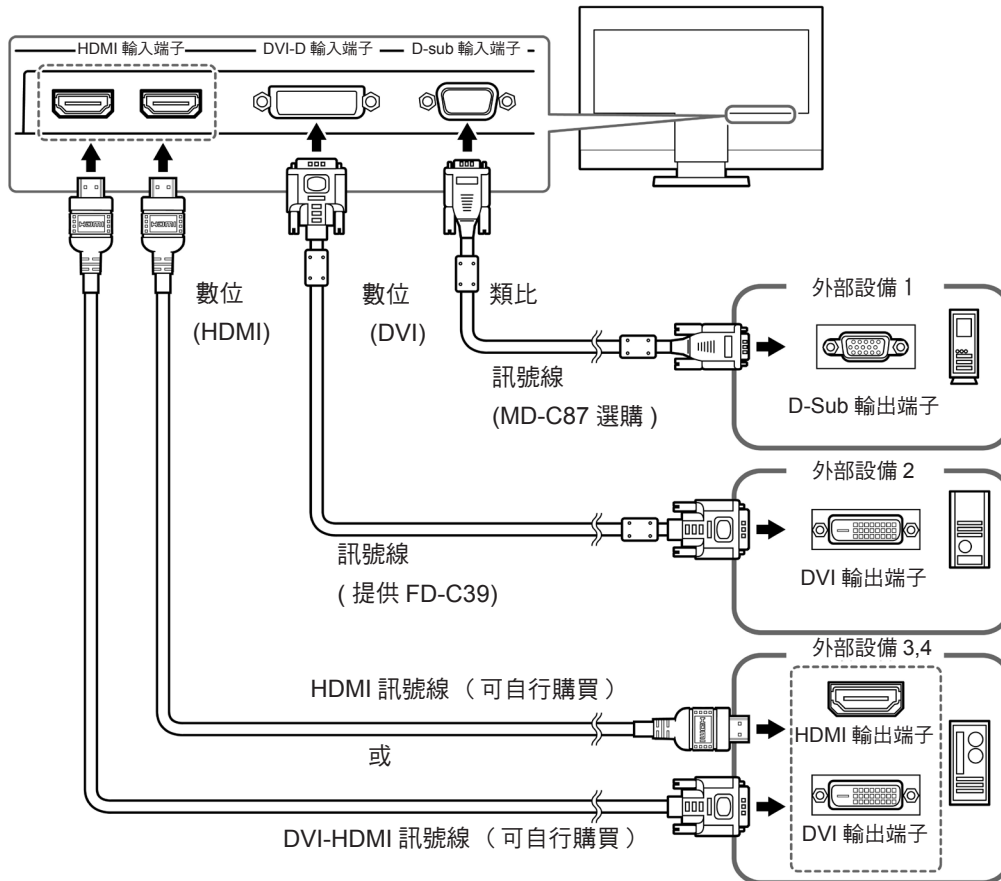 HDMI 輸入端子
DVI-D 輸入端子
D-sub 輸入端子
數位
(HDMI)
數位
(DVI)
類比
訊號線
(MD-C87 選購 )
外部設備 1
D-Sub 輸出端子
訊號線
( 提供 FD-C39)
外部設備 2
DVI 輸出端子
外部設備 3,4
HDMI 訊號線 （ 可自行購買 ）
HDMI 輸出端子
或
DVI-HDMI 訊號線 （ 可自行購買 ）
DVI 輸出端子
HDMI
HDMI
HDMI